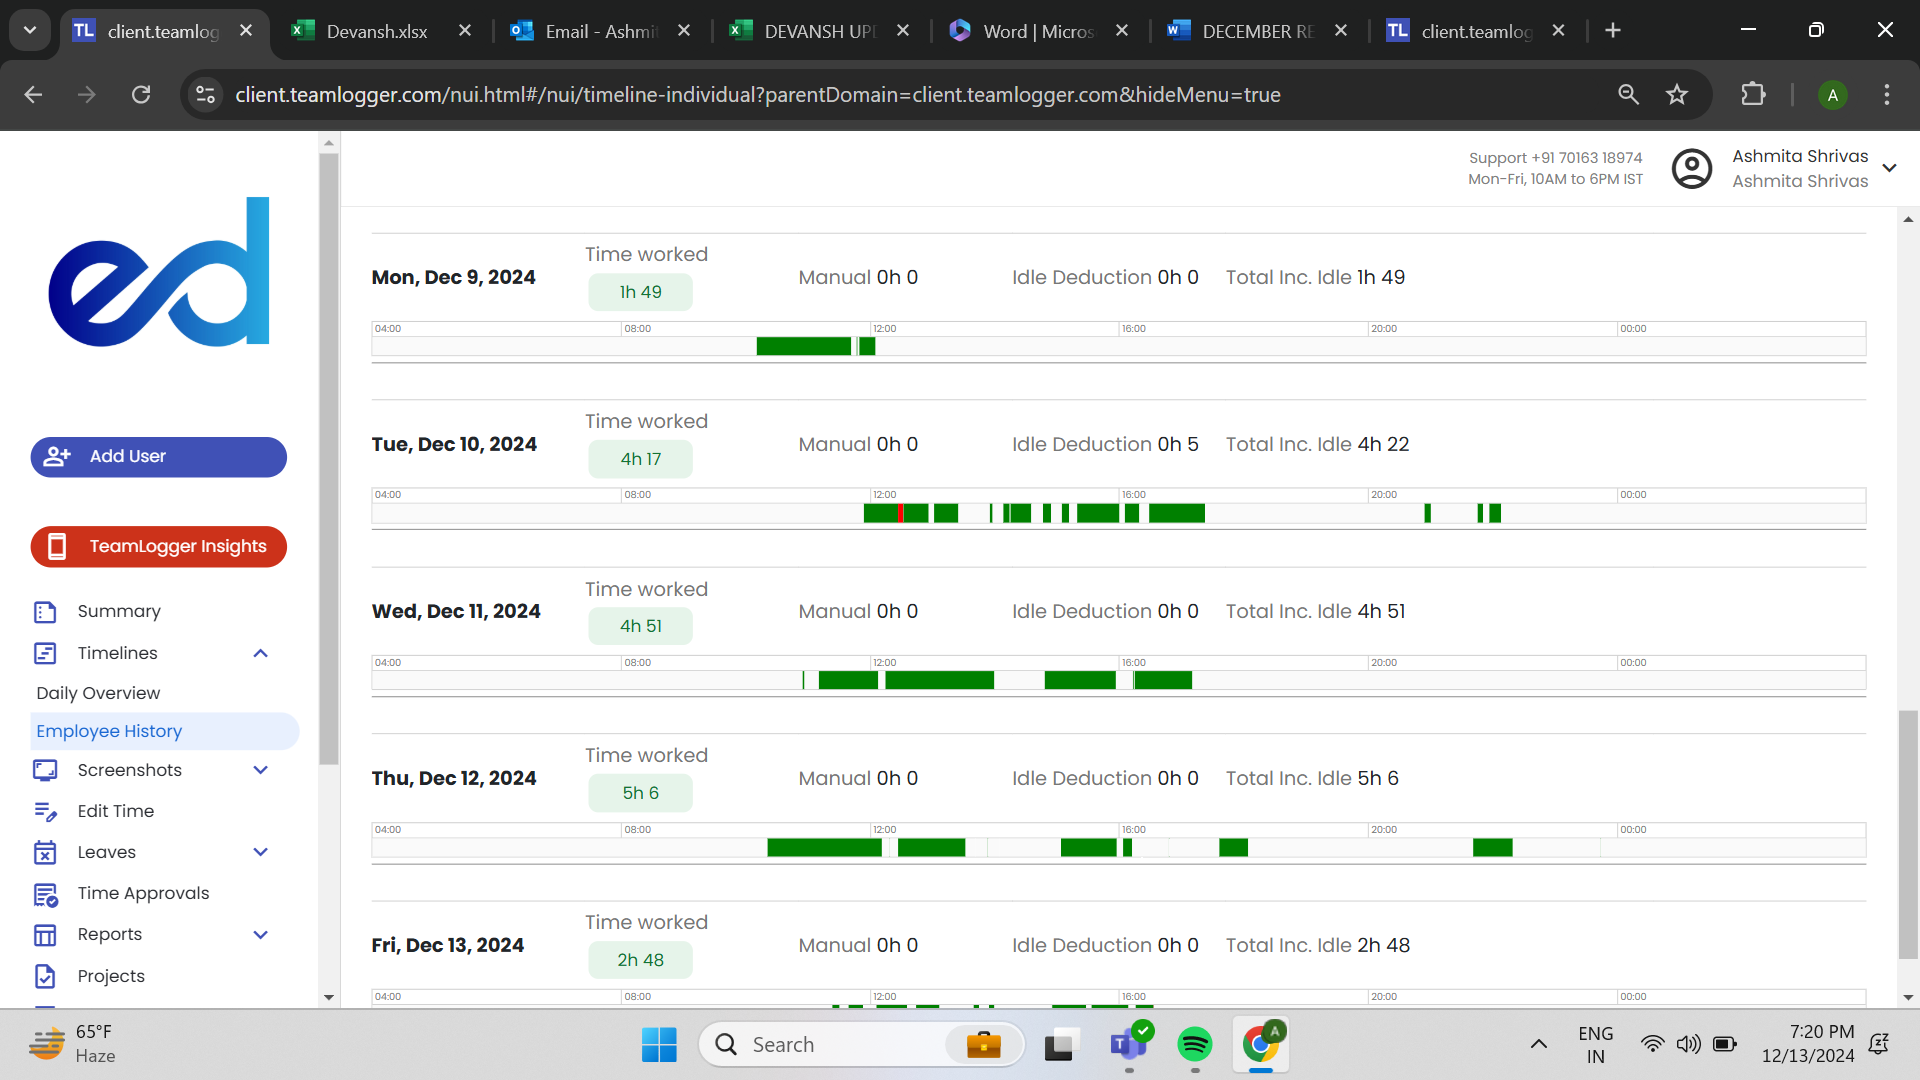 client.teamlog
Devansh.xlsx
Email - Ashmi
DEVANSH UP
Word | Micros
DECEMBER RE
client.teamlog
client.teamlogger.com/nui.html#/nui/timeline-individual?parentDomain=client.teamlogger.com&hideMenu=true
A
ed
Support +91 70163 18974
Mon-Fri, 10AM to 6PM IST
Ashmita Shrivas
Ashmita Shrivas
Add User
TeamLogger Insights
Summary
Timelines
Daily Overview
Employee History
Screenshots
Edit Time
Leaves
Time Approvals
Reports
Projects
Mon, Dec 9, 2024
Time worked
1h 49
Manual 0h 0
Idle Deduction 0h 0
Total Inc. Idle 1h 49
04:00 08:00 12:00 16:00 20:00 00:00
Tue, Dec 10, 2024
Time worked
4h 17
Manual 0h 0
Idle Deduction 0h 5
Total Inc. Idle 4h 22
04:00 08:00 12:00 16:00 20:00 00:00
Wed, Dec 11, 2024
Time worked
4h 51
Manual 0h 0
Idle Deduction 0h 0
Total Inc. Idle 4h 51
04:00 08:00 12:00 16:00 20:00 00:00
Thu, Dec 12, 2024
Time worked
5h 6
Manual 0h 0
Idle Deduction 0h 0
Total Inc. Idle 5h 6
04:00 08:00 12:00 16:00 20:00 00:00
Fri, Dec 13, 2024
Time worked
2h 48
Manual 0h 0
Idle Deduction 0h 0
Total Inc. Idle 2h 48
04:00 08:00 12:00 16:00 20:00 00:00
65°F
Haze
Search
ENG
IN
7:20 PM
12/13/2024